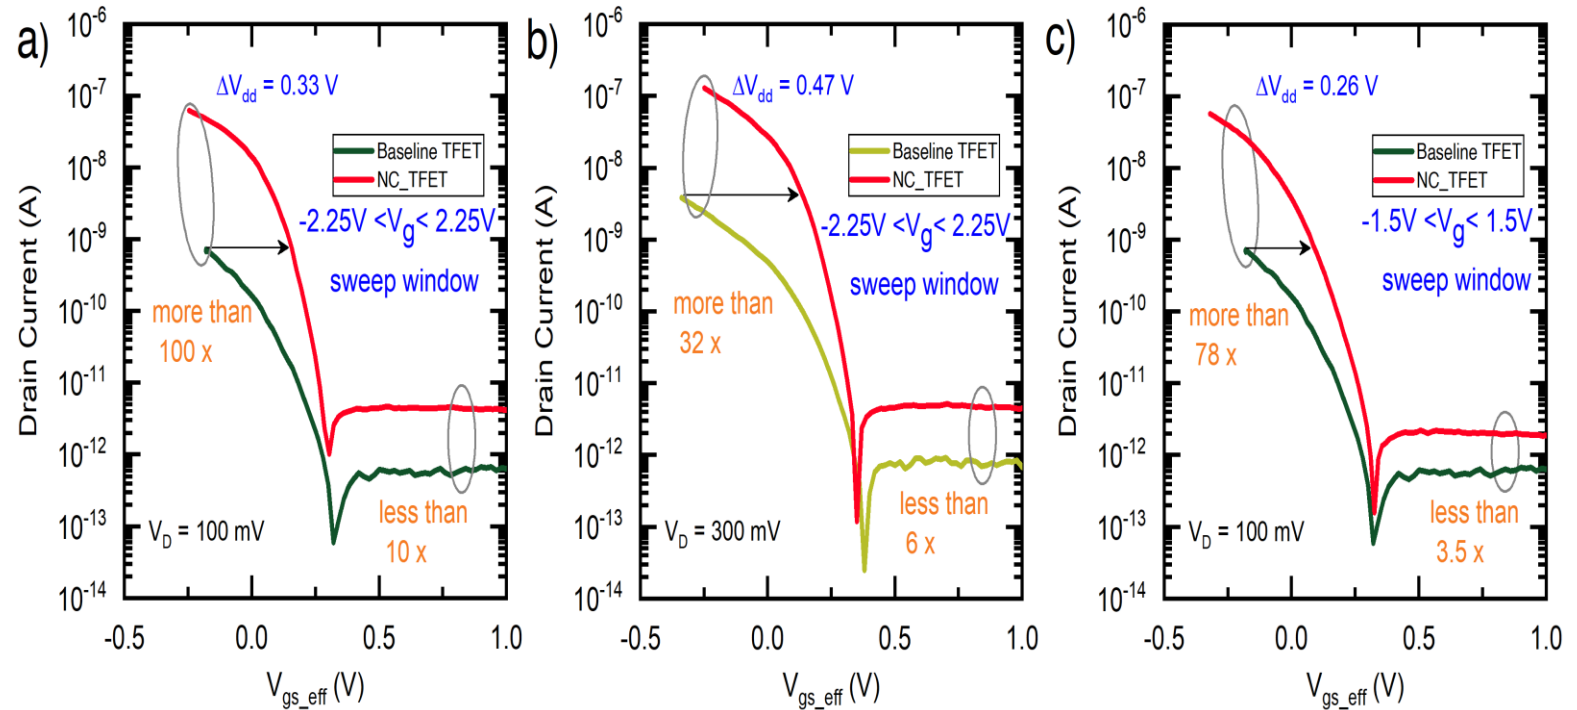 a)
10⁻⁶
10⁻⁷
10⁻⁸
10⁻⁹
10⁻¹⁰
10⁻¹¹
10⁻¹²
10⁻¹³
10⁻¹⁴
Drain Current (A)
ΔV_dd = 0.33 V
Baseline TFET
NC_TFET
-2.25V <V_g< 2.25V
sweep window
more than
100 x
less than
10 x
V_D = 100 mV
-0.5 0.0 0.5 1.0
V_gs_eff (V)
b)
10⁻⁶
10⁻⁷
10⁻⁸
10⁻⁹
10⁻¹⁰
10⁻¹¹
10⁻¹²
10⁻¹³
10⁻¹⁴
Drain Current (A)
ΔV_dd = 0.47 V
Baseline TFET
NC_TFET
-2.25V <V_g< 2.25V
sweep window
more than
32 x
less than
6 x
V_D = 300 mV
-0.5 0.0 0.5 1.0
V_gs_eff (V)
c)
10⁻⁶
10⁻⁷
10⁻⁸
10⁻⁹
10⁻¹⁰
10⁻¹¹
10⁻¹²
10⁻¹³
10⁻¹⁴
Drain Current (A)
ΔV_dd = 0.26 V
Baseline TFET
NC_TFET
-1.5V <V_g< 1.5V
sweep window
more than
78 x
less than
3.5 x
V_D = 100 mV
-0.5 0.0 0.5 1.0
V_gs_eff (V)